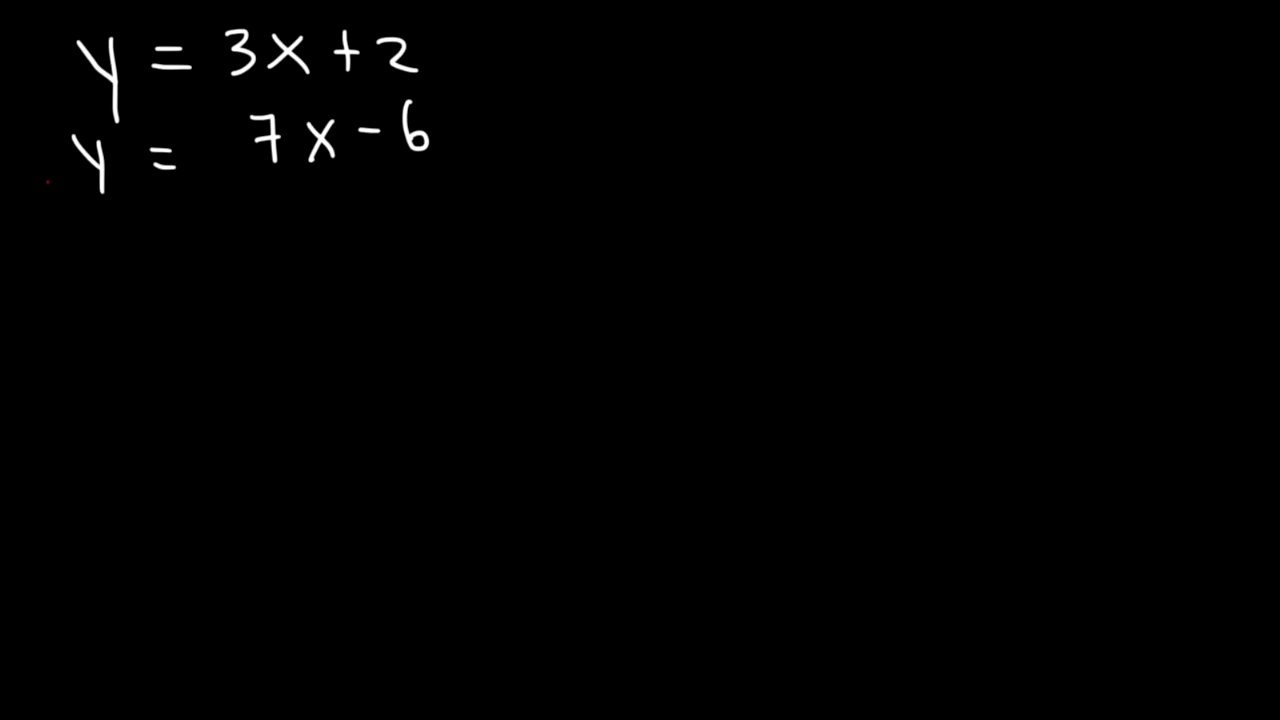 y = 3x + 2
y = 7x - 6